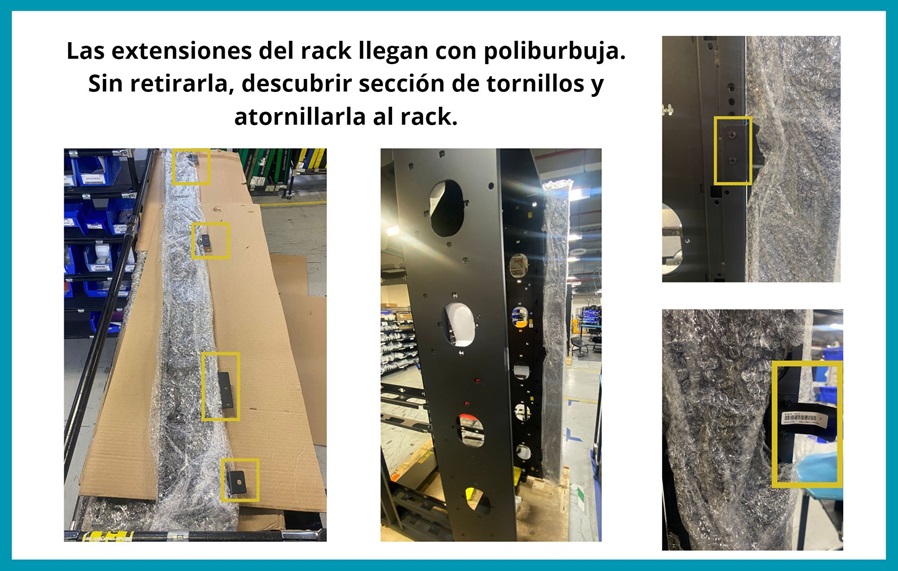 Las extensiones del rack llegan con poliburbuja.
Sin retirarla, descubrir sección de tornillos y
atornillarla al rack.